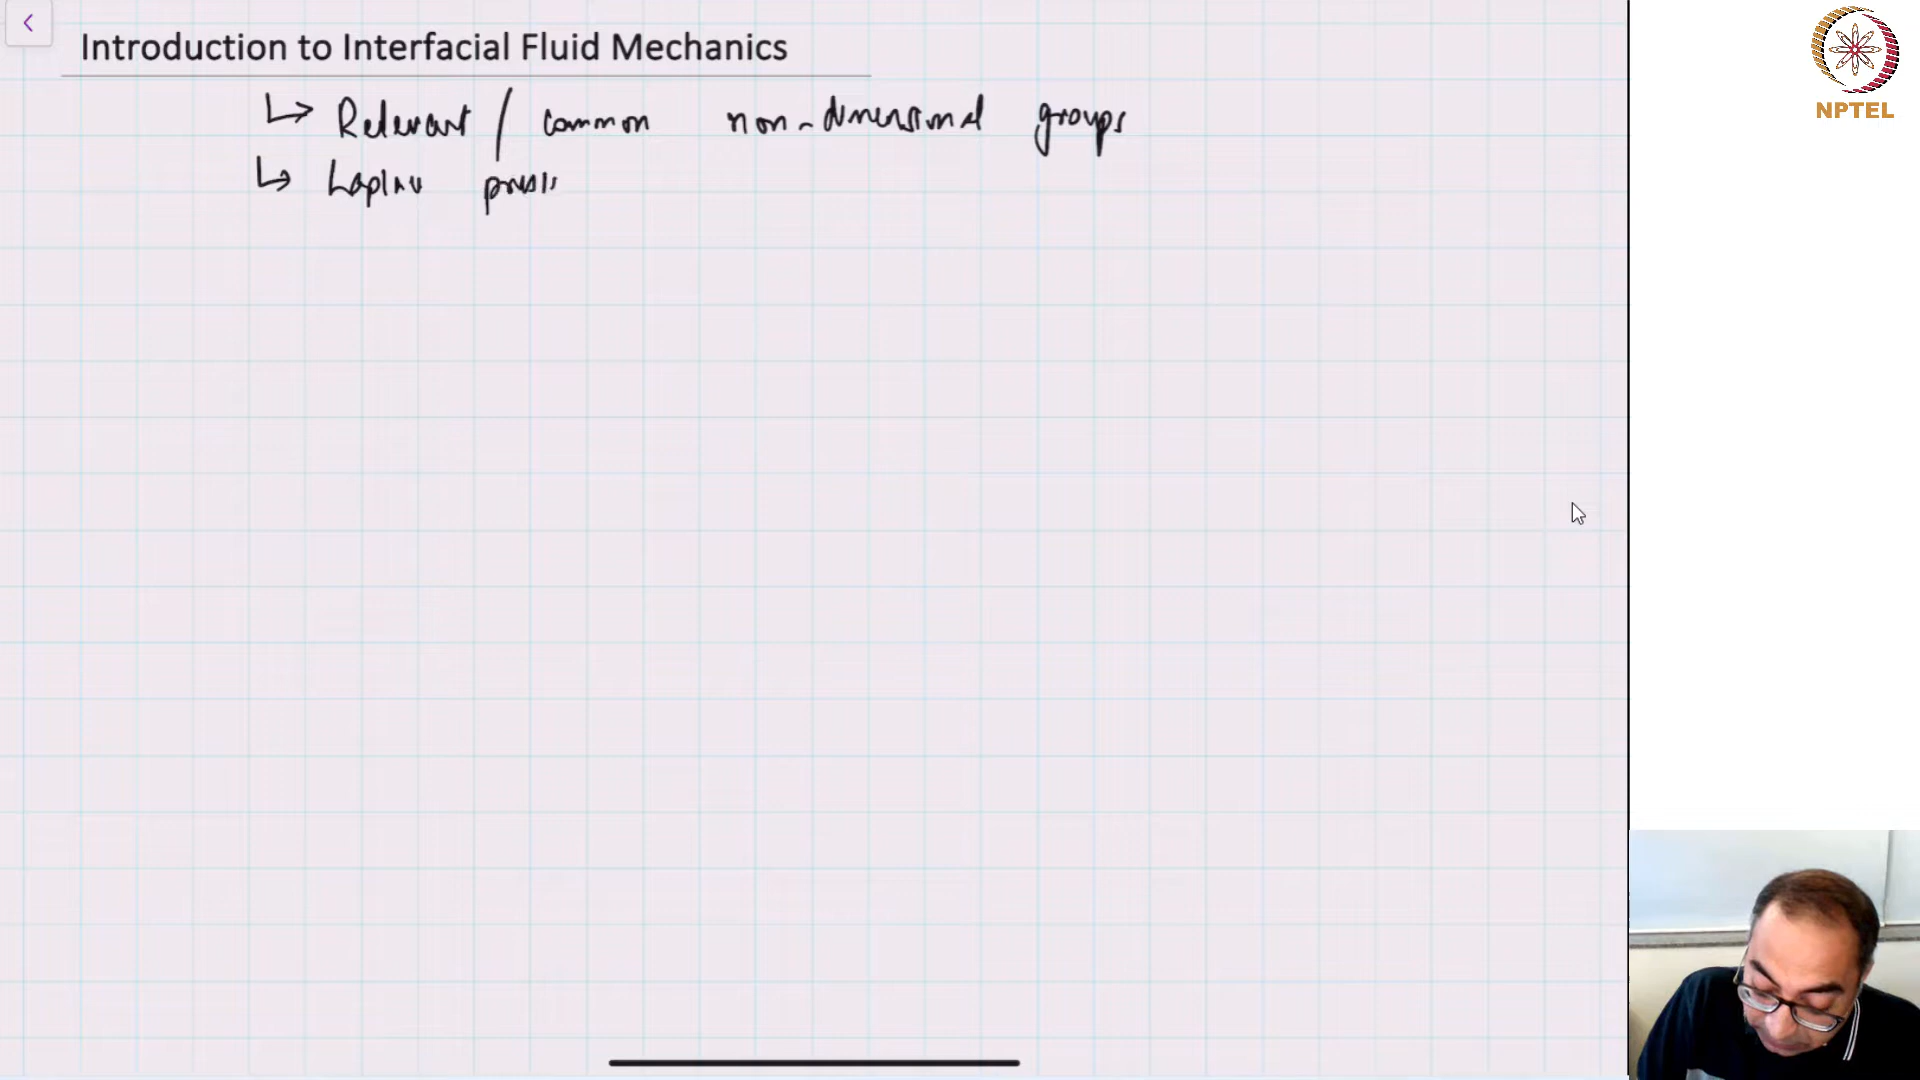 Introduction to Interfacial Fluid Mechanics
NPTEL
↳ Relevant / common non-dimensional groups
↳ Laplace press